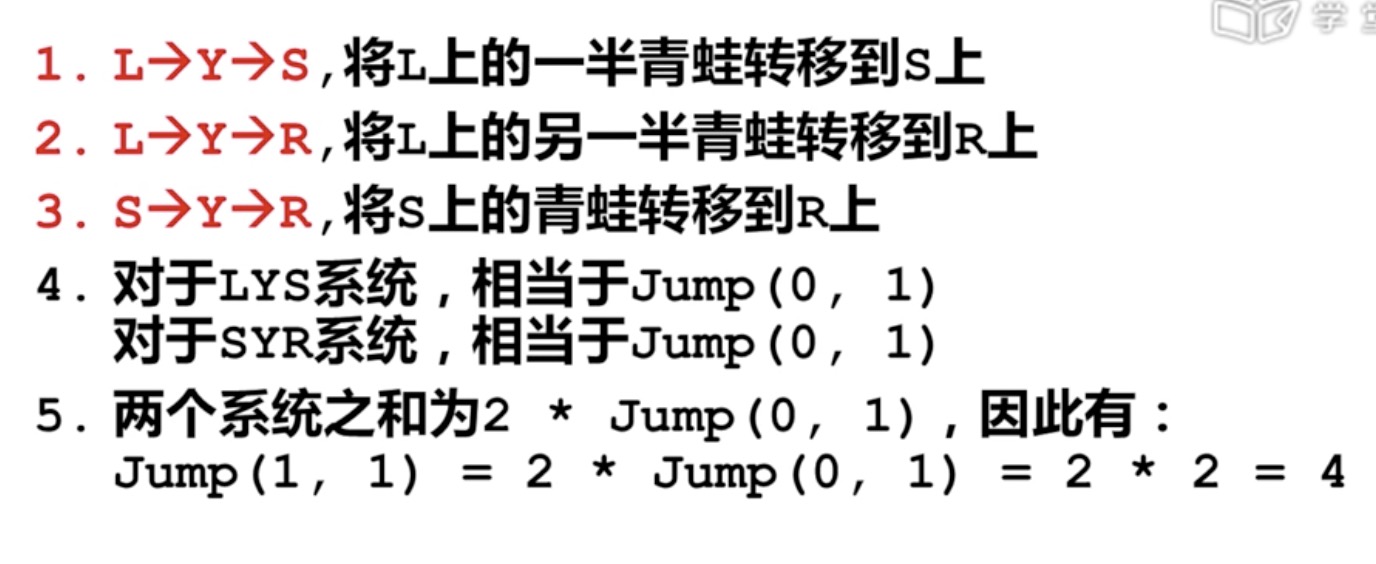 学
1. L→Y→S,将L上的一半青蛙转移到S上
2. L→Y→R,将L上的另一半青蛙转移到R上
3. S→Y→R,将S上的青蛙转移到R上
4. 对于LYS系统，相当于Jump(0, 1)
对于SYR系统，相当于Jump(0, 1)
5. 两个系统之和为2 * Jump(0, 1)，因此有：
Jump(1, 1) = 2 * Jump(0, 1) = 2 * 2 = 4